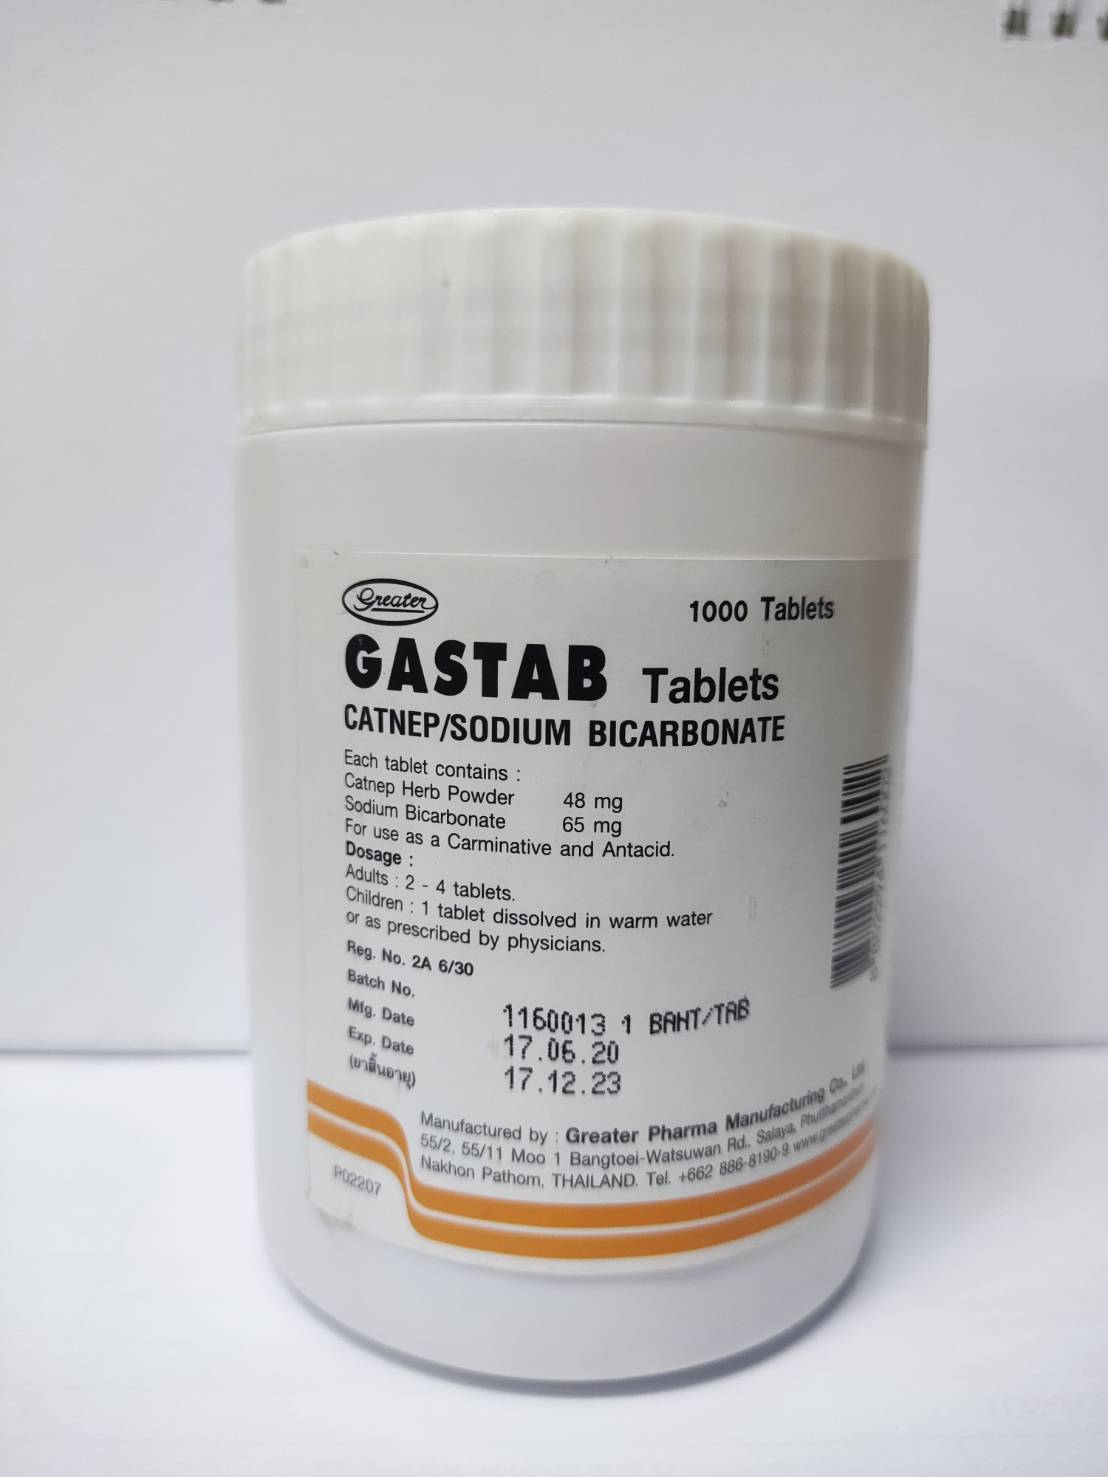 Greater
1000 Tablets
GASTAB Tablets
CATNEP/SODIUM BICARBONATE
Each tablet contains :
Catnep Herb Powder 48 mg
Sodium Bicarbonate 65 mg
For use as a Carminative and Antacid.
Dosage :
Adults : 2 - 4 tablets.
Children : 1 tablet dissolved in warm water
or as prescribed by physicians.
Reg. No. 2A 6/30
Batch No. 1160013 1 BAHT/TAB
Mfg. Date 17.06.20
Exp. Date 17.12.23
(ยาสิ้นอายุ)
Manufactured by : Greater Pharma Manufacturing Co., Ltd.
55/2, 55/11 Moo 1 Bangtoei-Watsuwan Rd., Salaya,
Nakhon Pathom, THAILAND. Tel. +662 886-8190-9
P02207